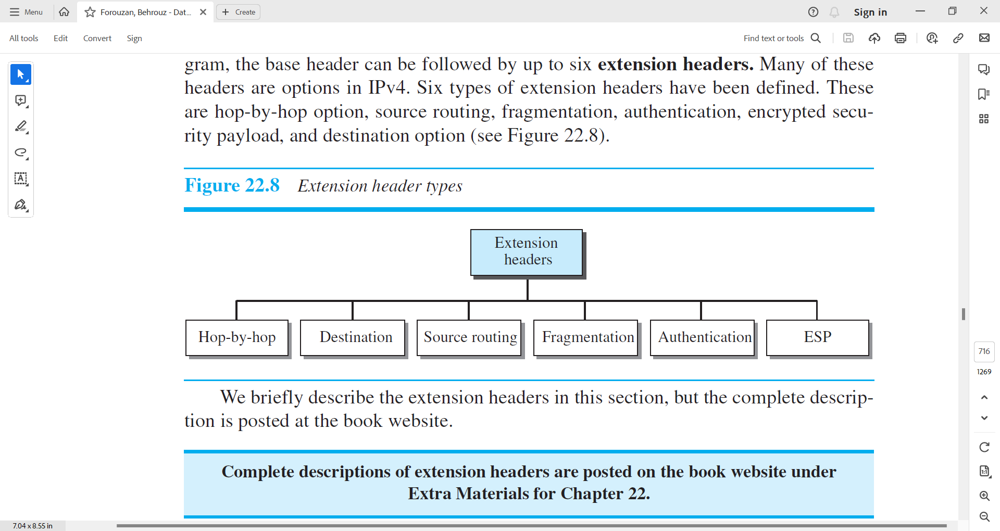 Menu
Forouzan, Behrouz - Dat...
Create
Sign in
All tools
Edit
Convert
Sign
Find text or tools
gram, the base header can be followed by up to six extension headers. Many of these
headers are options in IPv4. Six types of extension headers have been defined. These
are hop-by-hop option, source routing, fragmentation, authentication, encrypted secu-
rity payload, and destination option (see Figure 22.8).
Figure 22.8 Extension header types
Extension
headers
Hop-by-hop
Destination
Source routing
Fragmentation
Authentication
ESP
We briefly describe the extension headers in this section, but the complete descrip-
tion is posted at the book website.
Complete descriptions of extension headers are posted on the book website under
Extra Materials for Chapter 22.
716
1269
7.04 x 8.55 in